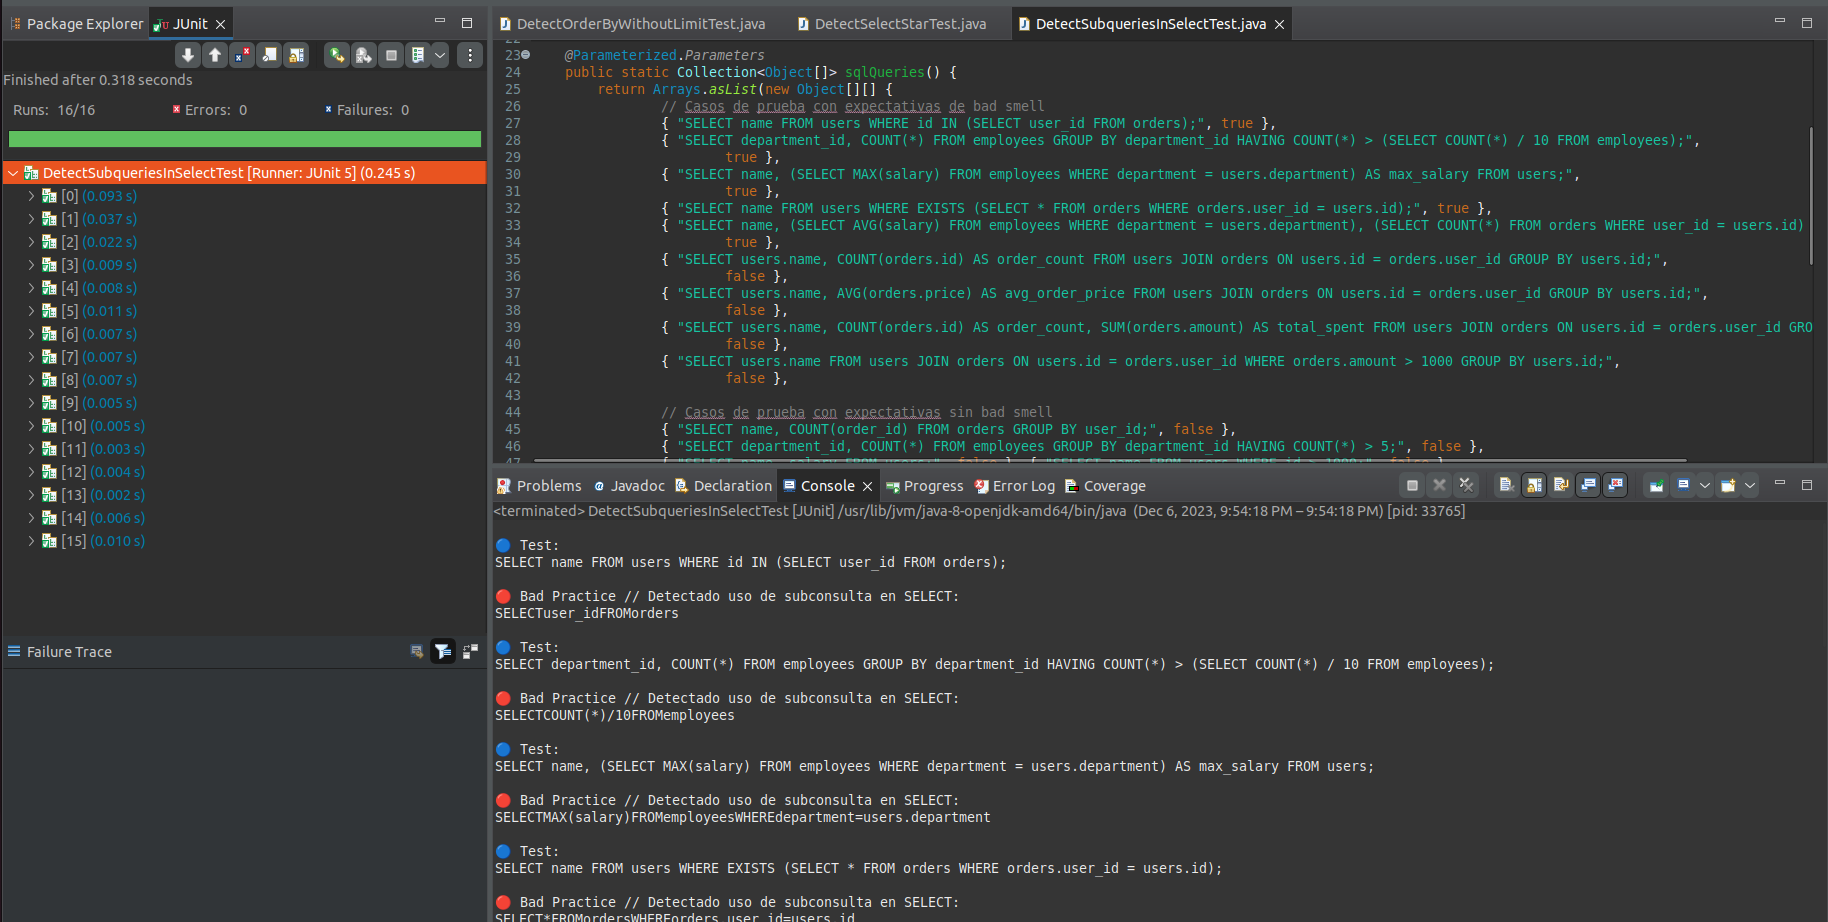 Package Explorer JUnit
Finished after 0.318 seconds
Runs: 16/16 Errors: 0 Failures: 0
DetectSubqueriesInSelectTest [Runner: JUnit 5] (0.245 s)
[0] (0.093 s)
[1] (0.037 s)
[2] (0.022 s)
[3] (0.009 s)
[4] (0.008 s)
[5] (0.011 s)
[6] (0.007 s)
[7] (0.007 s)
[8] (0.007 s)
[9] (0.005 s)
[10] (0.005 s)
[11] (0.003 s)
[12] (0.004 s)
[13] (0.002 s)
[14] (0.006 s)
[15] (0.010 s)
Failure Trace
DetectOrderByWithoutLimitTest.java DetectSelectStarTest.java DetectSubqueriesInSelectTest.java
23 @Parameterized.Parameters
24 public static Collection<Object[]> sqlQueries() {
25 return Arrays.asList(new Object[][] {
26 // Casos de prueba con expectativas de bad smell
27 { "SELECT name FROM users WHERE id IN (SELECT user_id FROM orders);", true },
28 { "SELECT department_id, COUNT(*) FROM employees GROUP BY department_id HAVING COUNT(*) > (SELECT COUNT(*) / 10 FROM employees);",
29 true },
30 { "SELECT name, (SELECT MAX(salary) FROM employees WHERE department = users.department) AS max_salary FROM users;",
31 true },
32 { "SELECT name FROM users WHERE EXISTS (SELECT * FROM orders WHERE orders.user_id = users.id);", true },
33 { "SELECT name, (SELECT AVG(salary) FROM employees WHERE department = users.department), (SELECT COUNT(*) FROM orders WHERE user_id = users.id)
34 true },
35 { "SELECT users.name, COUNT(orders.id) AS order_count FROM users JOIN orders ON users.id = orders.user_id GROUP BY users.id;",
36 false },
37 { "SELECT users.name, AVG(orders.price) AS avg_order_price FROM users JOIN orders ON users.id = orders.user_id GROUP BY users.id;",
38 false },
39 { "SELECT users.name, COUNT(orders.id) AS order_count, SUM(orders.amount) AS total_spent FROM users JOIN orders ON users.id = orders.user_id GRO
40 false },
41 { "SELECT users.name FROM users JOIN orders ON users.id = orders.user_id WHERE orders.amount > 1000 GROUP BY users.id;",
42 false },
43
44 // Casos de prueba con expectativas sin bad smell
45 { "SELECT name, COUNT(order_id) FROM orders GROUP BY user_id;", false },
46 { "SELECT department_id, COUNT(*) FROM employees GROUP BY department_id HAVING COUNT(*) > 5;", false },
Problems Javadoc Declaration Console Progress Error Log Coverage
<terminated> DetectSubqueriesInSelectTest [JUnit] /usr/lib/jvm/java-8-openjdk-amd64/bin/java (Dec 6, 2023, 9:54:18 PM – 9:54:18 PM) [pid: 33765]
Test:
SELECT name FROM users WHERE id IN (SELECT user_id FROM orders);
Bad Practice // Detectado uso de subconsulta en SELECT:
SELECTuser_idFROMorders
Test:
SELECT department_id, COUNT(*) FROM employees GROUP BY department_id HAVING COUNT(*) > (SELECT COUNT(*) / 10 FROM employees);
Bad Practice // Detectado uso de subconsulta en SELECT:
SELECTCOUNT(*)/10FROMemployees
Test:
SELECT name, (SELECT MAX(salary) FROM employees WHERE department = users.department) AS max_salary FROM users;
Bad Practice // Detectado uso de subconsulta en SELECT:
SELECTMAX(salary)FROMemployeesWHEREdepartment=users.department
Test:
SELECT name FROM users WHERE EXISTS (SELECT * FROM orders WHERE orders.user_id = users.id);
Bad Practice // Detectado uso de subconsulta en SELECT:
SELECT*FROMordersWHEREorders.user_id=users.id